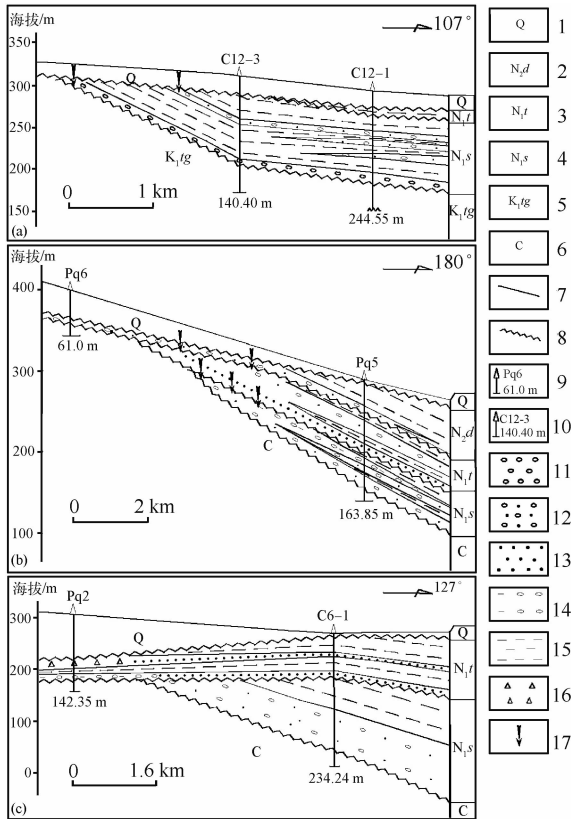 海拔/m
107°
350
300
250
200
150
C12-3
C12-1
Q
K₁tg
0 1 km
140.40 m
244.55 m
Q
N₁t
N₁s
K₁tg
(a)
海拔/m
180°
400
300
200
100
Pq6
Q
61.0 m
Pq5
C
163.85 m
0 2 km
Q
N₂d
N₁t
N₁s
C
(b)
海拔/m
127°
300
200
100
0
Pq2
Q
C6-1
142.35 m
C
234.24 m
0 1.6 km
Q
N₁t
N₁s
C
(c)
Q 1
N₂d 2
N₁t 3
N₁s 4
K₁tg 5
C 6
7
8
Pq6
61.0 m 9
C12-3
140.40 m 10
11
12
13
14
15
16
17